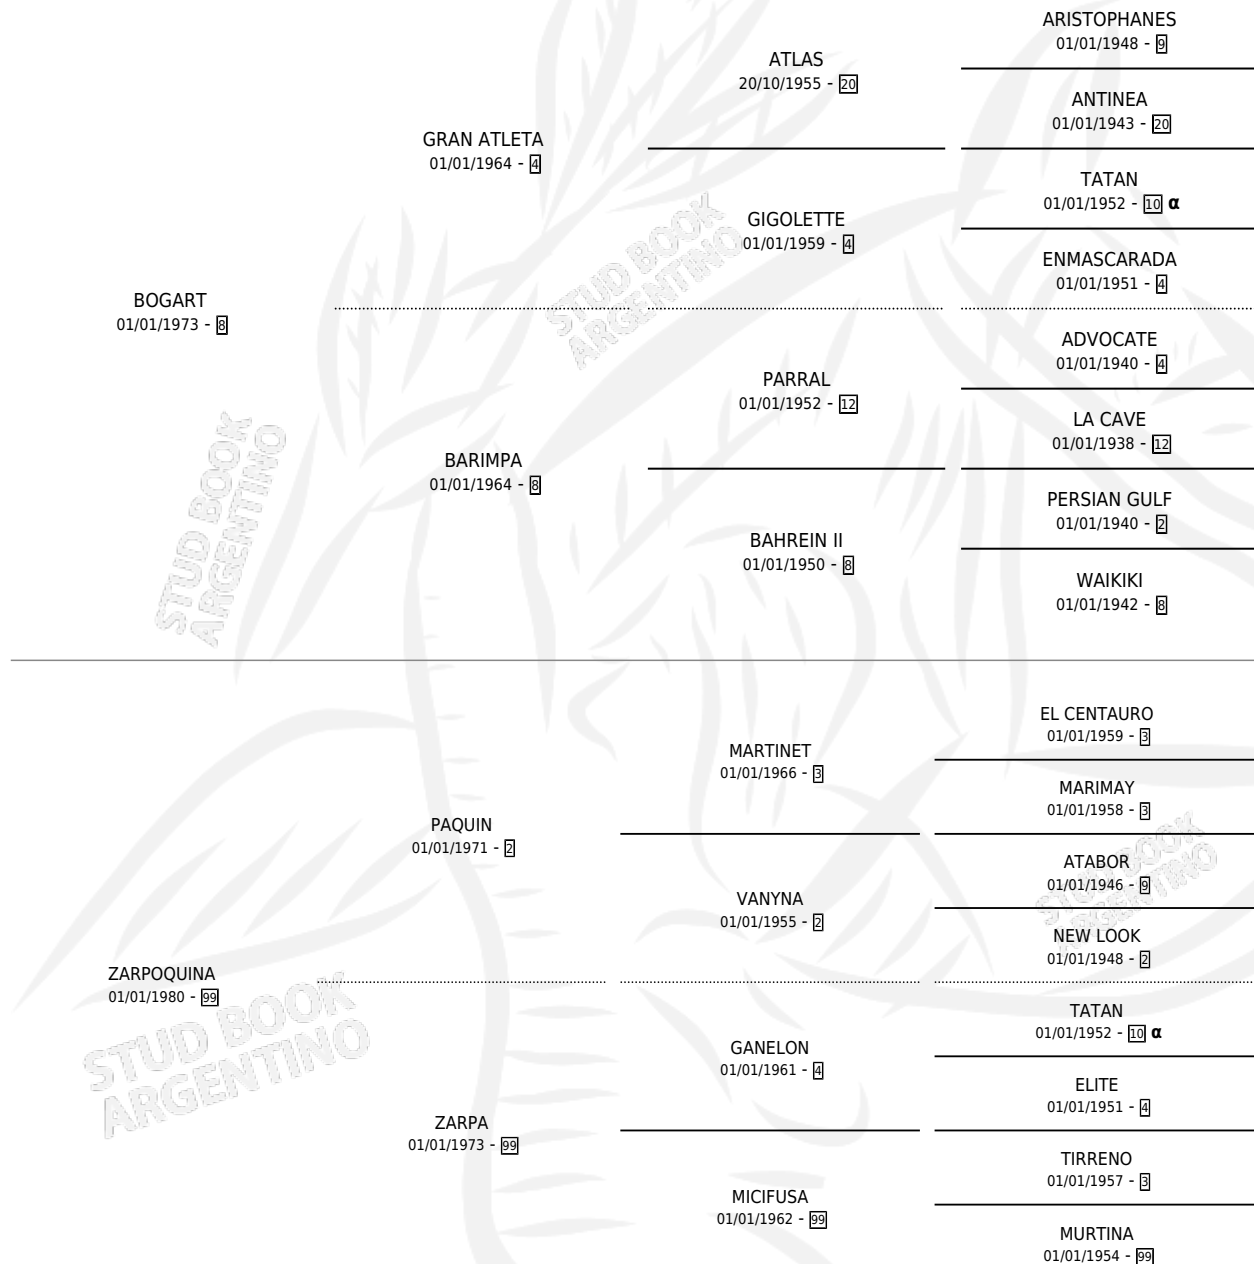 ARISTOPHANES
01/01/1948 - 9
ATLAS
20/10/1955 - 20
ANTINEA
01/01/1943 - 20
GRAN ATLETA
01/01/1964 - 4
TATAN
01/01/1952 - 10 α
GIGOLETTE
01/01/1959 - 4
ENMASCARADA
01/01/1951 - 4
BOGART
01/01/1973 - 8
STUD BOOK
ARGENTINO
ADVOCATE
01/01/1940 - 4
PARRAL
01/01/1952 - 12
LA CAVE
01/01/1938 - 12
BARIMPA
01/01/1964 - 8
PERSIAN GULF
01/01/1940 - 2
BAHREIN II
01/01/1950 - 8
WAIKIKI
01/01/1942 - 8
STUD BOOK
ARGENTINO
EL CENTAURO
01/01/1959 - 3
MARTINET
01/01/1966 - 3
MARIMAY
01/01/1958 - 3
PAQUIN
01/01/1971 - 2
ATABOR
01/01/1946 - 9
VANYNA
01/01/1955 - 2
NEW LOOK
01/01/1948 - 2
STUD BOOK
ARGENTINO
ZARPOQUINA
01/01/1980 - 99
TATAN
01/01/1952 - 10 α
GANELON
01/01/1961 - 4
ELITE
01/01/1951 - 4
STUD BOOK
ARGENTINO
ZARPA
01/01/1973 - 99
TIRRENO
01/01/1957 - 3
MICIFUSA
01/01/1962 - 99
MURTINA
01/01/1954 - 99